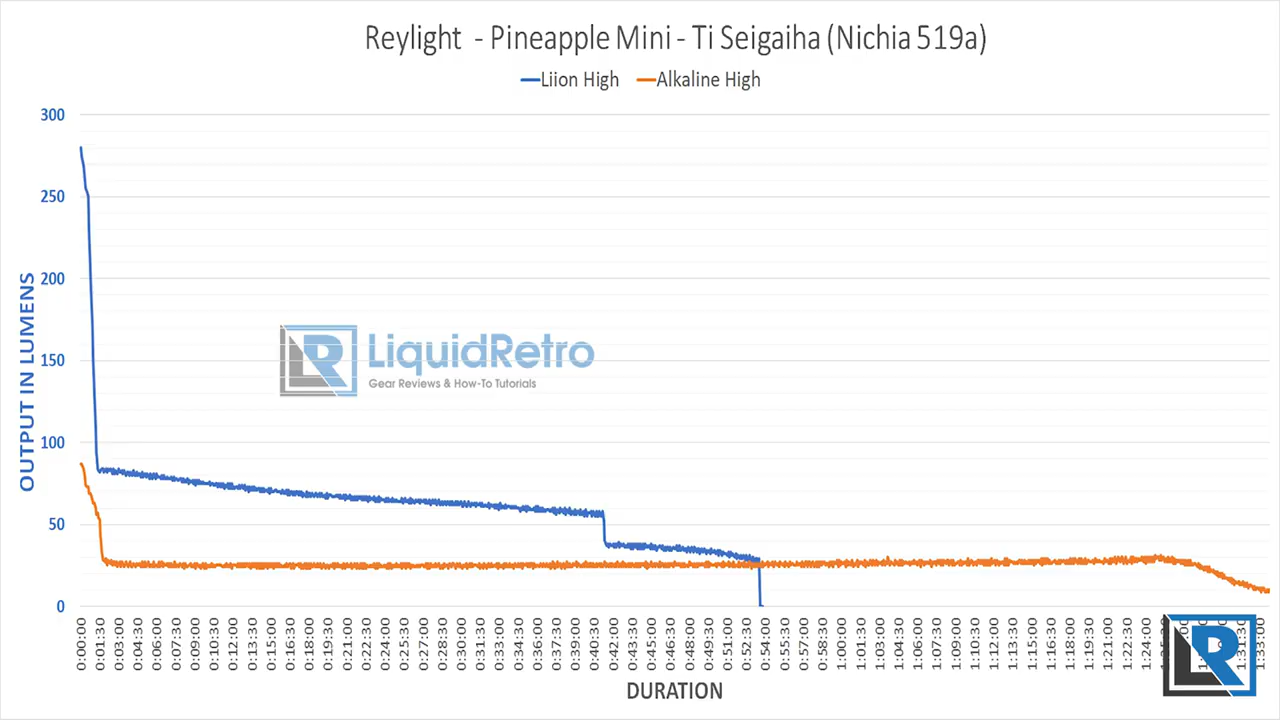 Reylight - Pineapple Mini - Ti Seigaiha (Nichia 519a)
Liion High Alkaline High
300
250
200
150
100
50
0
OUTPUT IN LUMENS
LR LiquidRetro
Gear Reviews & How-To Tutorials
0:00:00 0:01:30 0:03:00 0:04:30 0:06:00 0:07:30 0:09:00 0:10:30 0:12:00 0:13:30 0:15:00 0:16:30 0:18:00 0:19:30 0:21:00 0:22:30 0:24:00 0:25:30 0:27:00 0:28:30 0:30:00 0:31:30 0:33:00 0:34:30 0:36:00 0:37:30 0:39:00 0:40:30 0:42:00 0:43:30 0:45:00 0:46:30 0:48:00 0:49:30 0:51:00 0:52:30 0:54:00 0:55:30 0:57:00 0:58:30 1:00:00 1:01:30 1:03:00 1:04:30 1:06:00 1:07:30 1:09:00 1:10:30 1:12:00 1:13:30 1:15:00 1:16:30 1:18:00 1:19:30 1:21:00 1:22:30 1:24:00 1:31:30 1:33:00
DURATION
LR